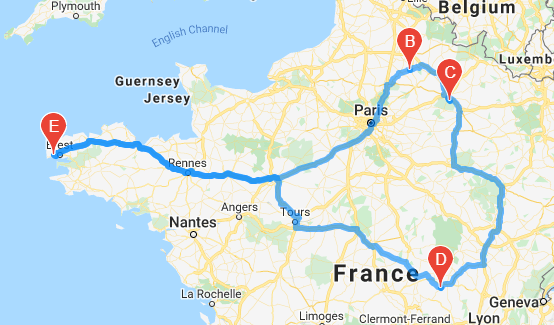 Plymouth
Lille
Belgium
English Channel
Luxemb
B
C
Guernsey
Jersey
Paris
E
Brest
Rennes
Angers
Tours
Nantes
D
France
Geneva
La Rochelle
Limoges
Clermont-Ferrand
Lyon